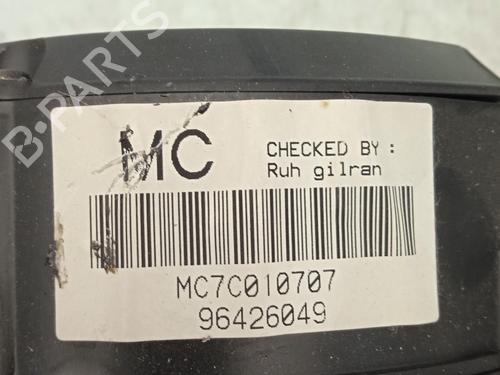 B-PARTS
MC
CHECKED BY :
Ruh gilran
MC7C010707
96426049